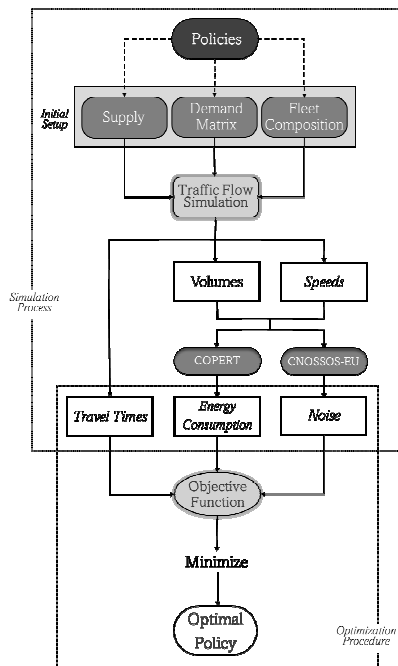 Policies
Initial
Setup
Supply
Demand
Matrix
Fleet
Composition
Traffic Flow
Simulation
Volumes
Speeds
Simulation
Process
COPERT
CNOSSOS-EU
Travel Times
Energy
Consumption
Noise
Objective
Function
Minimize
Optimal
Policy
Optimization
Procedure